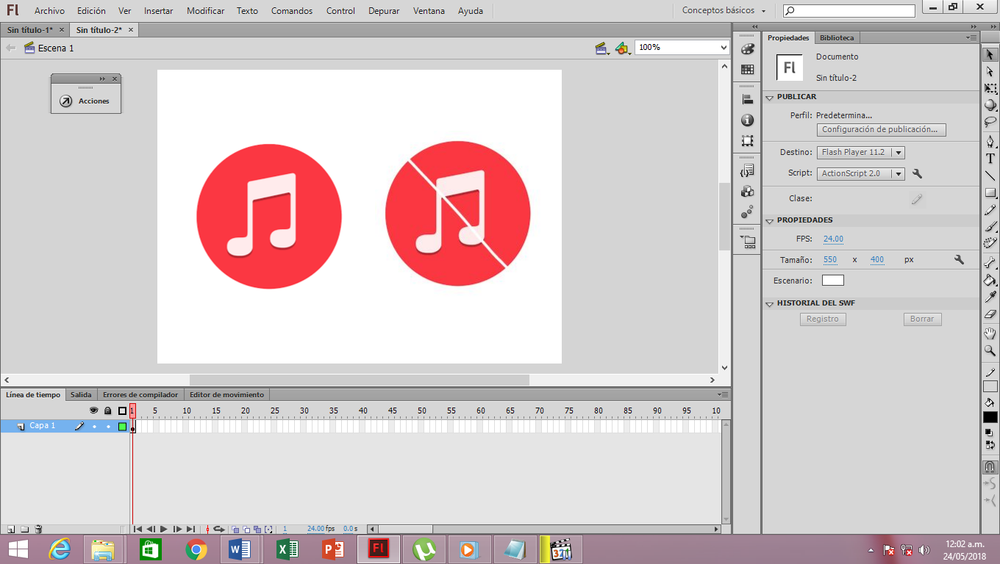 Fl Archivo Edición Ver Insertar Modificar Texto Comandos Control Depurar Ventana Ayuda Conceptos básicos
Sin título-1* Sin título-2*
Escena 1 100%
Acciones
Propiedades Biblioteca
Fl Documento
Sin título-2
PUBLICAR
Perfil: Predetermina...
Configuración de publicación...
Destino: Flash Player 11.2
Script: ActionScript 2.0
Clase:
PROPIEDADES
FPS: 24.00
Tamaño: 550 x 400 px
Escenario:
HISTORIAL DEL SWF
Registro Borrar
Línea de tiempo Salida Errores de compilador Editor de movimiento
1 5 10 15 20 25 30 35 40 45 50 55 60 65 70 75 80 85 90 95 10
Capa 1
1 24.00 fps 0.0 s
Fl 321
12:02 a.m.
24/05/2018